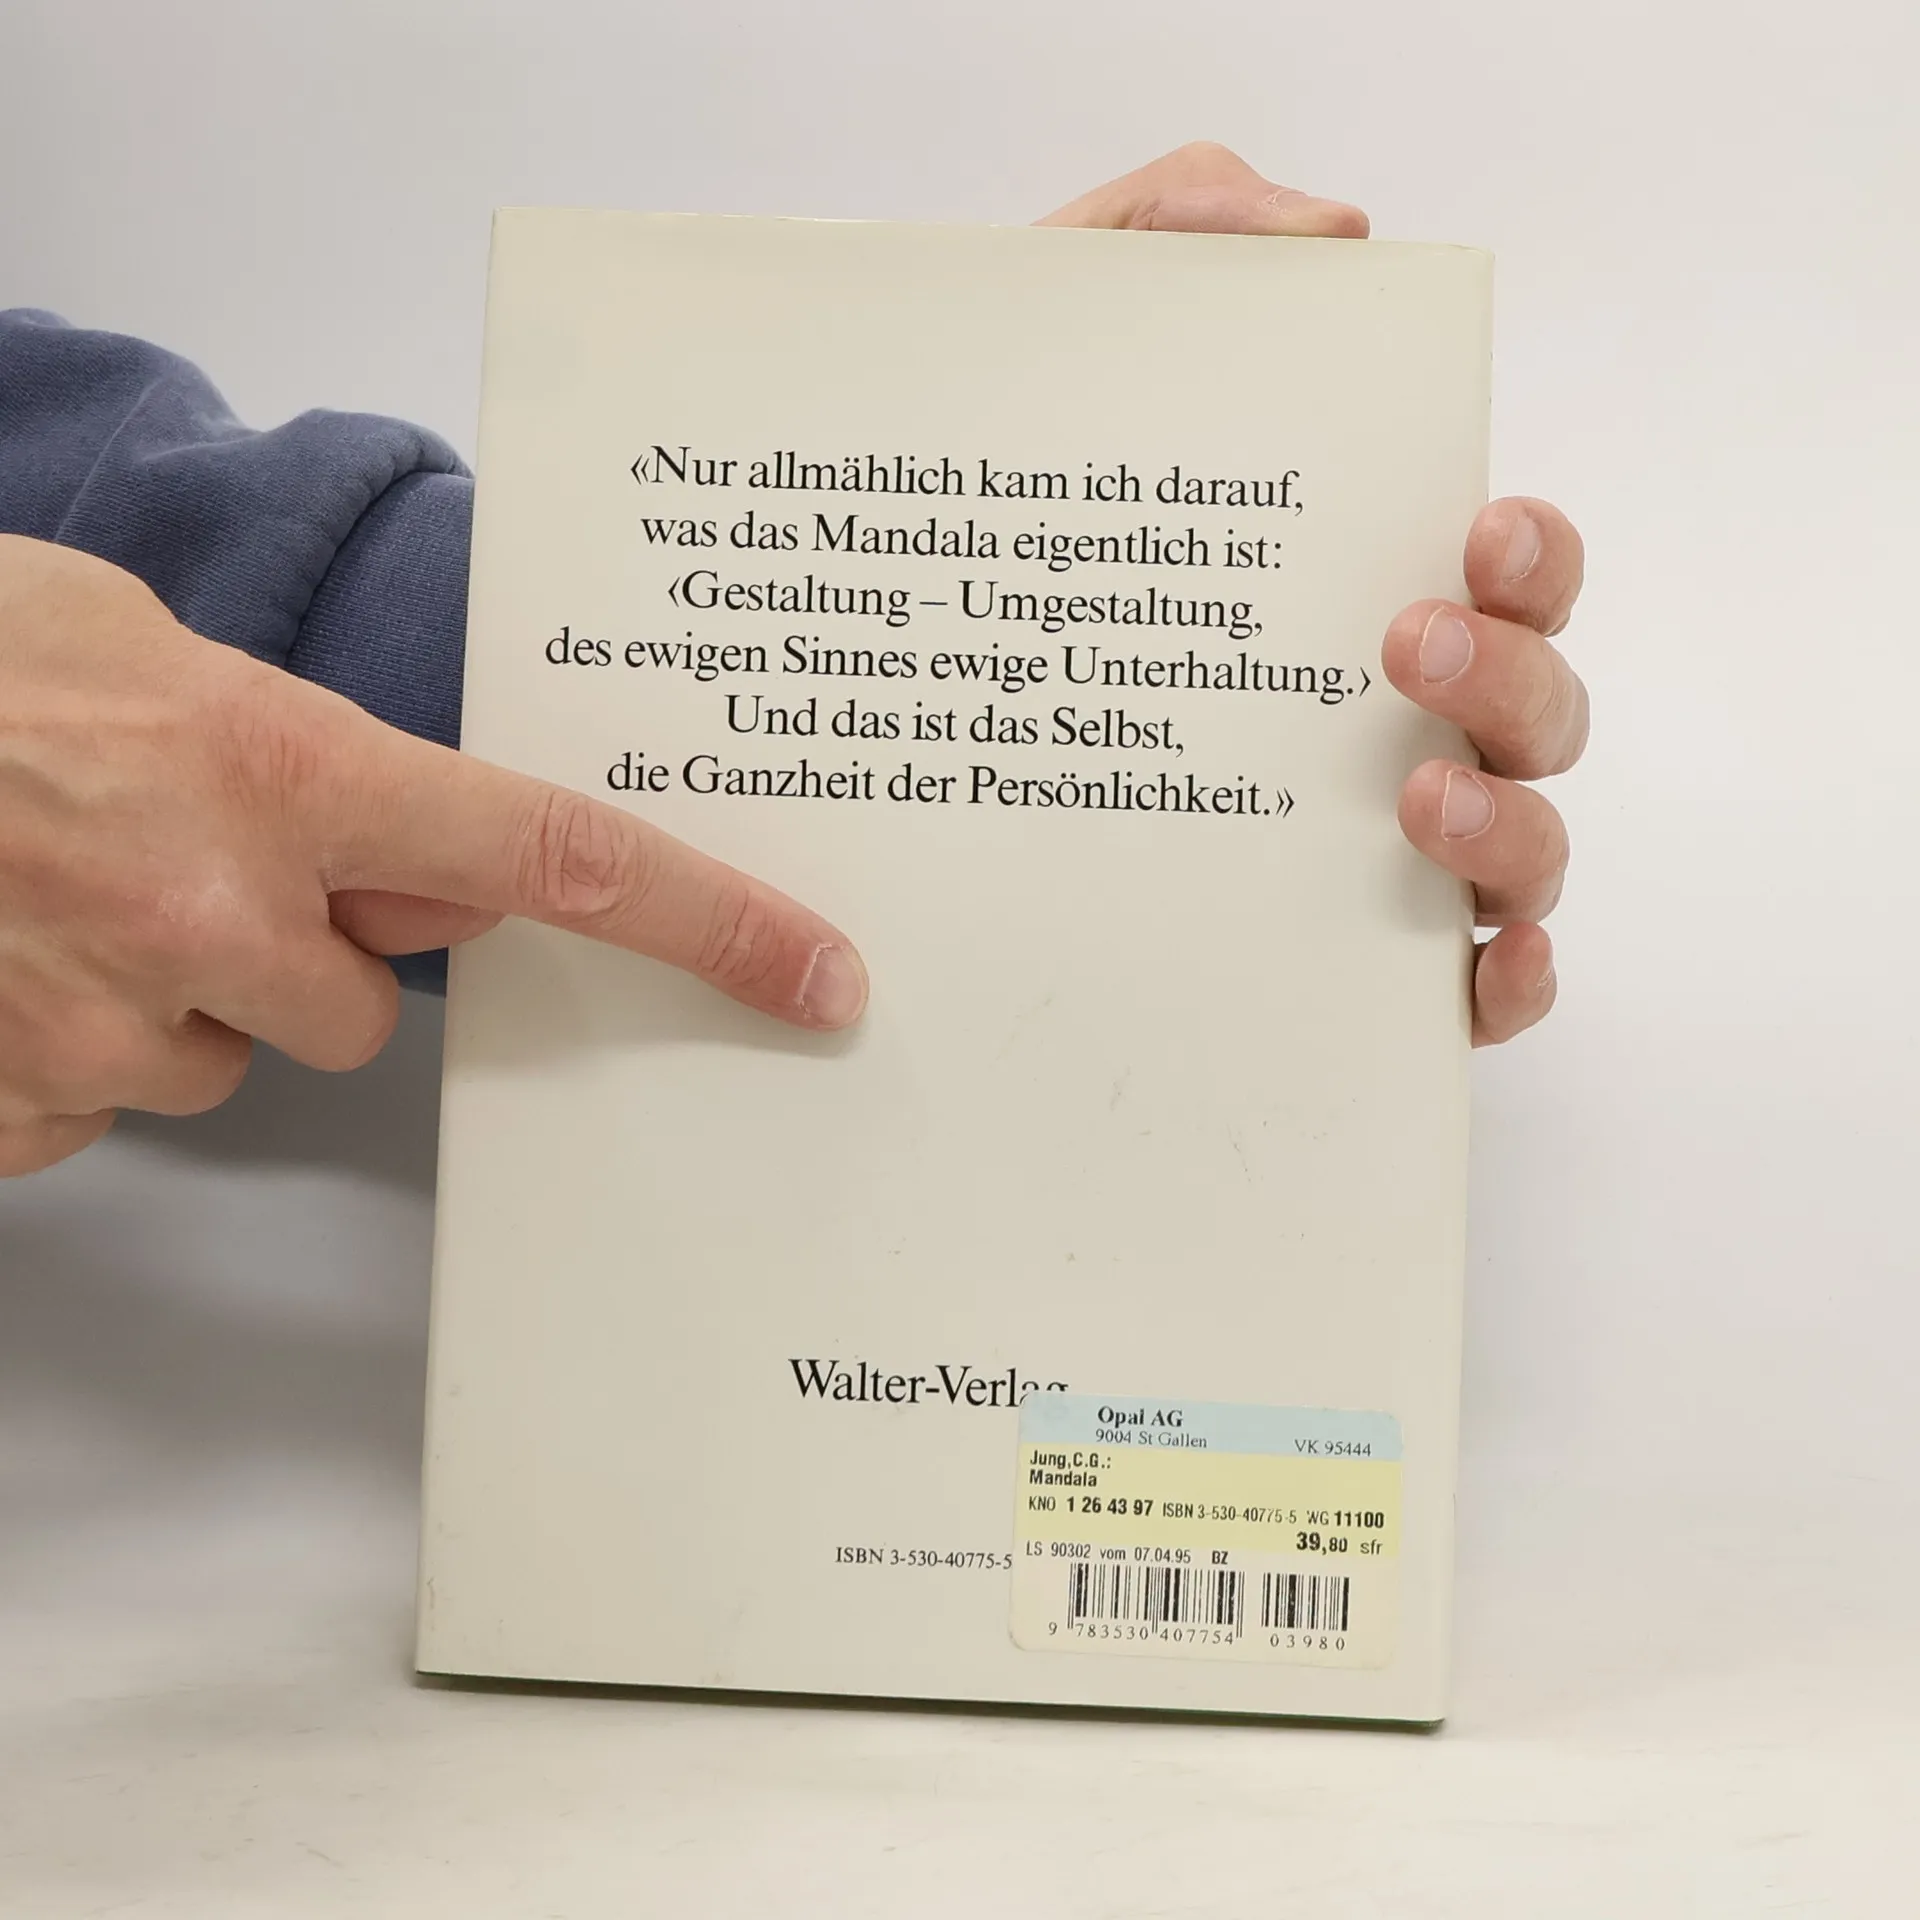 «Nur allmählich kam ich darauf,
was das Mandala eigentlich ist:
‹Gestaltung – Umgestaltung,
des ewigen Sinnes ewige Unterhaltung.›
Und das ist das Selbst,
die Ganzheit der Persönlichkeit.»
Walter-Verlag
Opal AG
9004 St Gallen VK 95444
Jung,C.G.:
Mandala
KNO 1 26 43 97 ISBN 3-530-40775-5 WG 11100
39,80 sfr
LS 90302 vom 07.04.95 BZ
ISBN 3-530-40775-5
9 783530 407754 03980